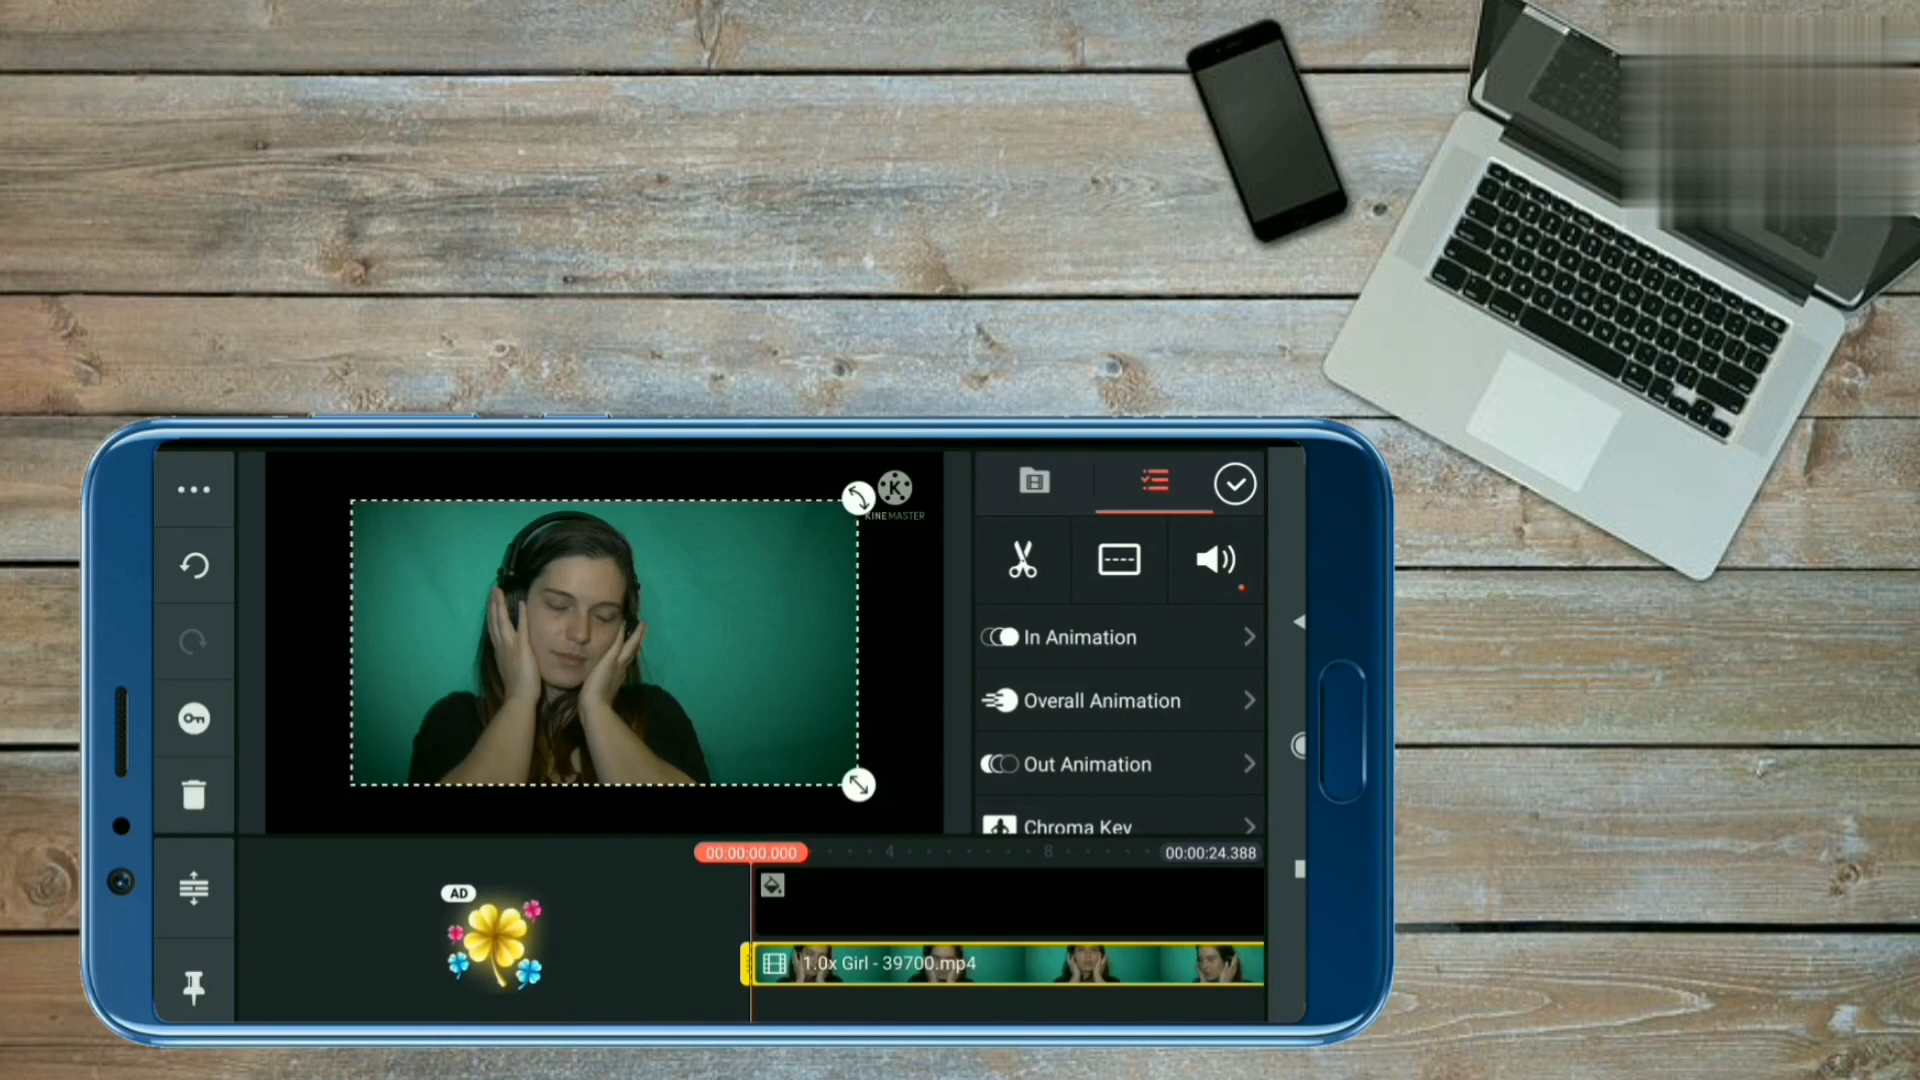 KINEMASTER
In Animation
Overall Animation
Out Animation
Chroma Key
00:00:00.000
4
8
00:00:24.388
AD
1.0x Girl - 39700.mp4